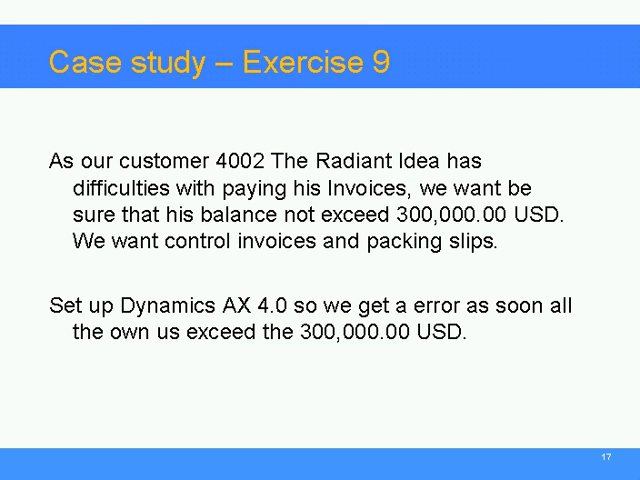 Case study – Exercise 9
As our customer 4002 The Radiant Idea has
difficulties with paying his Invoices, we want be
sure that his balance not exceed 300,000.00 USD.
We want control invoices and packing slips.
Set up Dynamics AX 4.0 so we get a error as soon all
the own us exceed the 300,000.00 USD.
17